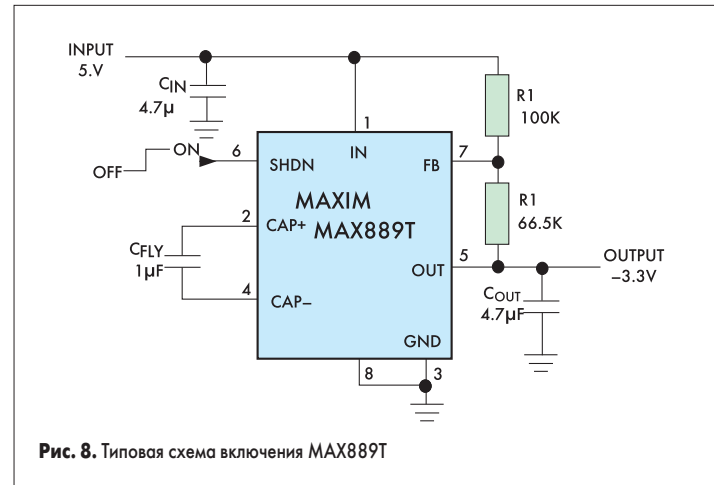 INPUT
5.V
CIN
4.7µ
R1
100K
1
IN
OFF
ON
6
SHDN
FB
7
MAXIM
MAX889T
R1
66.5K
2
CAP+
CFLY
1µF
4
CAP–
OUT
5
OUTPUT
–3.3V
COUT
4.7µF
GND
8
3
Рис. 8. Типовая схема включения MAX889T